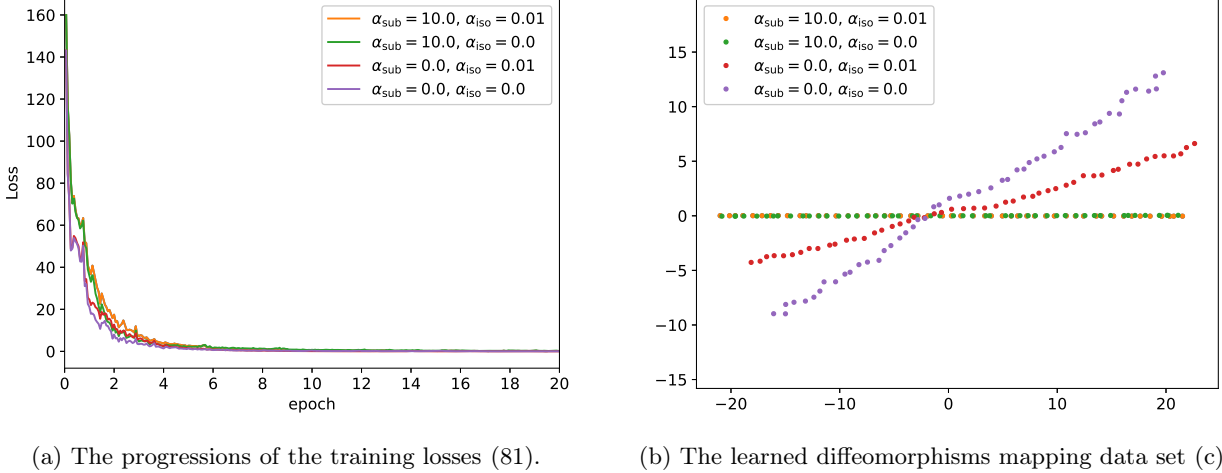 160
140
120
100
80
60
40
20
0
Loss
0 2 4 6 8 10 12 14 16 18 20
epoch
α_sub = 10.0, α_iso = 0.01
α_sub = 10.0, α_iso = 0.0
α_sub = 0.0, α_iso = 0.01
α_sub = 0.0, α_iso = 0.0
(a) The progressions of the training losses (81).
15
10
5
0
−5
−10
−15
−20 −10 0 10 20
α_sub = 10.0, α_iso = 0.01
α_sub = 10.0, α_iso = 0.0
α_sub = 0.0, α_iso = 0.01
α_sub = 0.0, α_iso = 0.0
(b) The learned diffeomorphisms mapping data set (c)